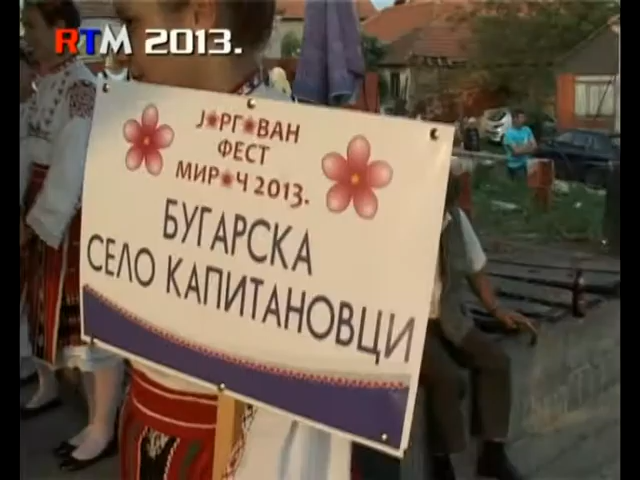 RTM 2013.
ЈОРГОВАН
ФЕСТ
МИРОЧ 2013.
БУГАРСКА
СЕЛО КАПИТАНОВЦИ